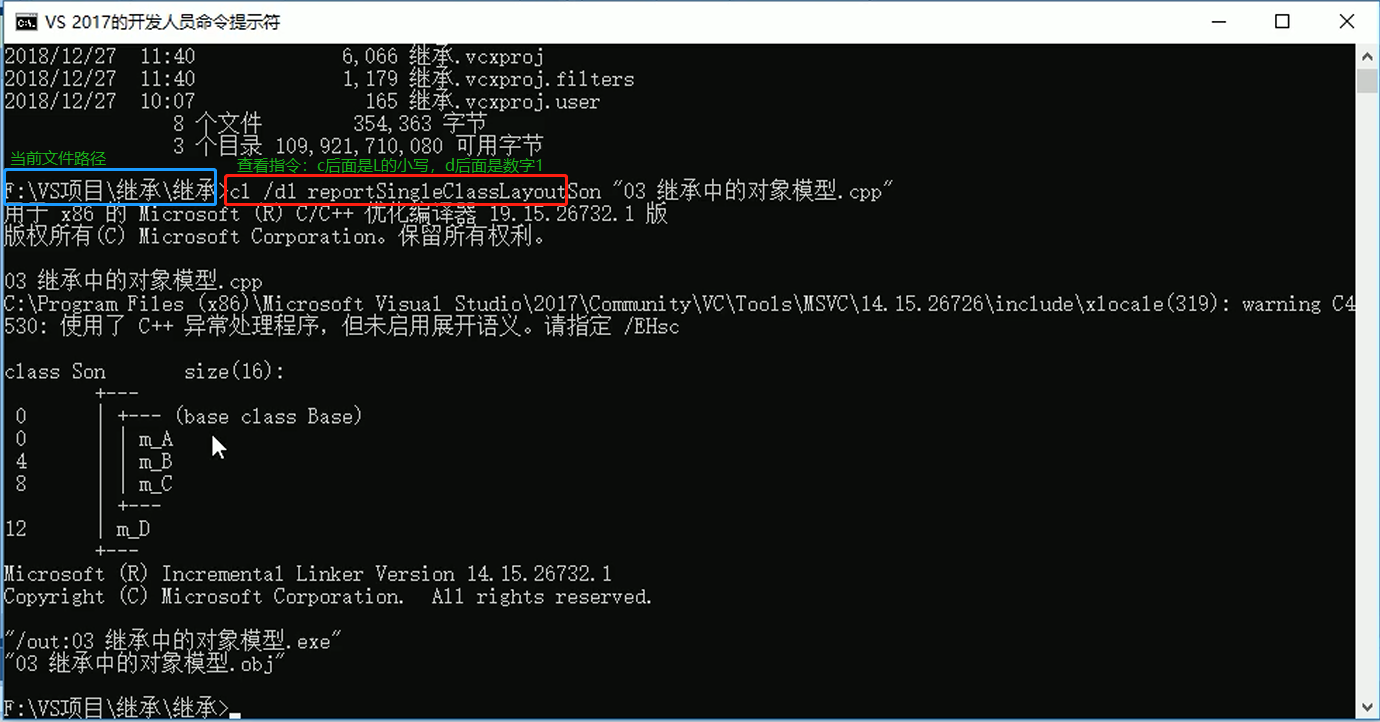 VS 2017的开发人员命令提示符
2018/12/27  11:40             6,066 继承.vcxproj
2018/12/27  11:40             1,179 继承.vcxproj.filters
2018/12/27  10:07               165 继承.vcxproj.user
8 个文件        354,363 字节
3 个目录 109,921,710,080 可用字节
当前文件路径
查看指令：c后面是L的小写，d后面是数字1
F:\VS项目\继承\继承>cl /d1 reportSingleClassLayoutSon "03 继承中的对象模型.cpp"
用于 x86 的 Microsoft (R) C/C++ 优化编译器 19.15.26732.1 版
版权所有(C) Microsoft Corporation。保留所有权利。
03 继承中的对象模型.cpp
C:\Program Files (x86)\Microsoft Visual Studio\2017\Community\VC\Tools\MSVC\14.15.26726\include\xlocale(319): warning C4
530: 使用了 C++ 异常处理程序，但未启用展开语义。请指定 /EHsc
class Son       size(16):
        +---
 0      | +--- (base class Base)
 0      | | m_A
 4      | | m_B
 8      | | m_C
        | +---
12      | m_D
        +---
Microsoft (R) Incremental Linker Version 14.15.26732.1
Copyright (C) Microsoft Corporation.  All rights reserved.
"/out:03 继承中的对象模型.exe"
"03 继承中的对象模型.obj"
F:\VS项目\继承\继承>